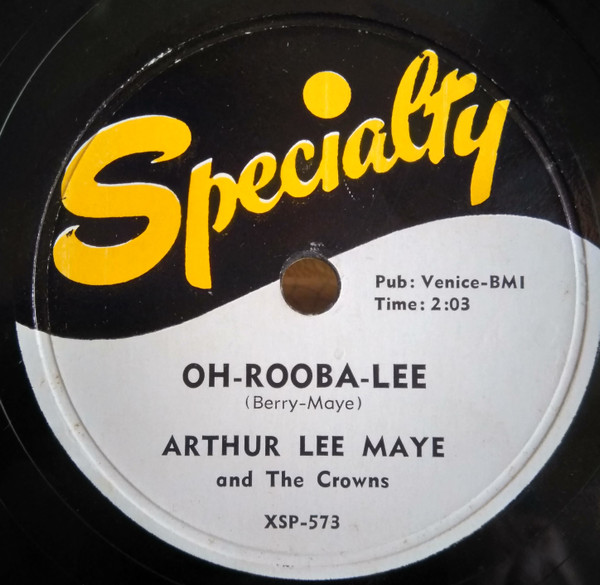 Specialty
Pub: Venice-BMI
Time: 2:03
OH-ROOBA-LEE
(Berry-Maye)
ARTHUR LEE MAYE
and The Crowns
XSP-573